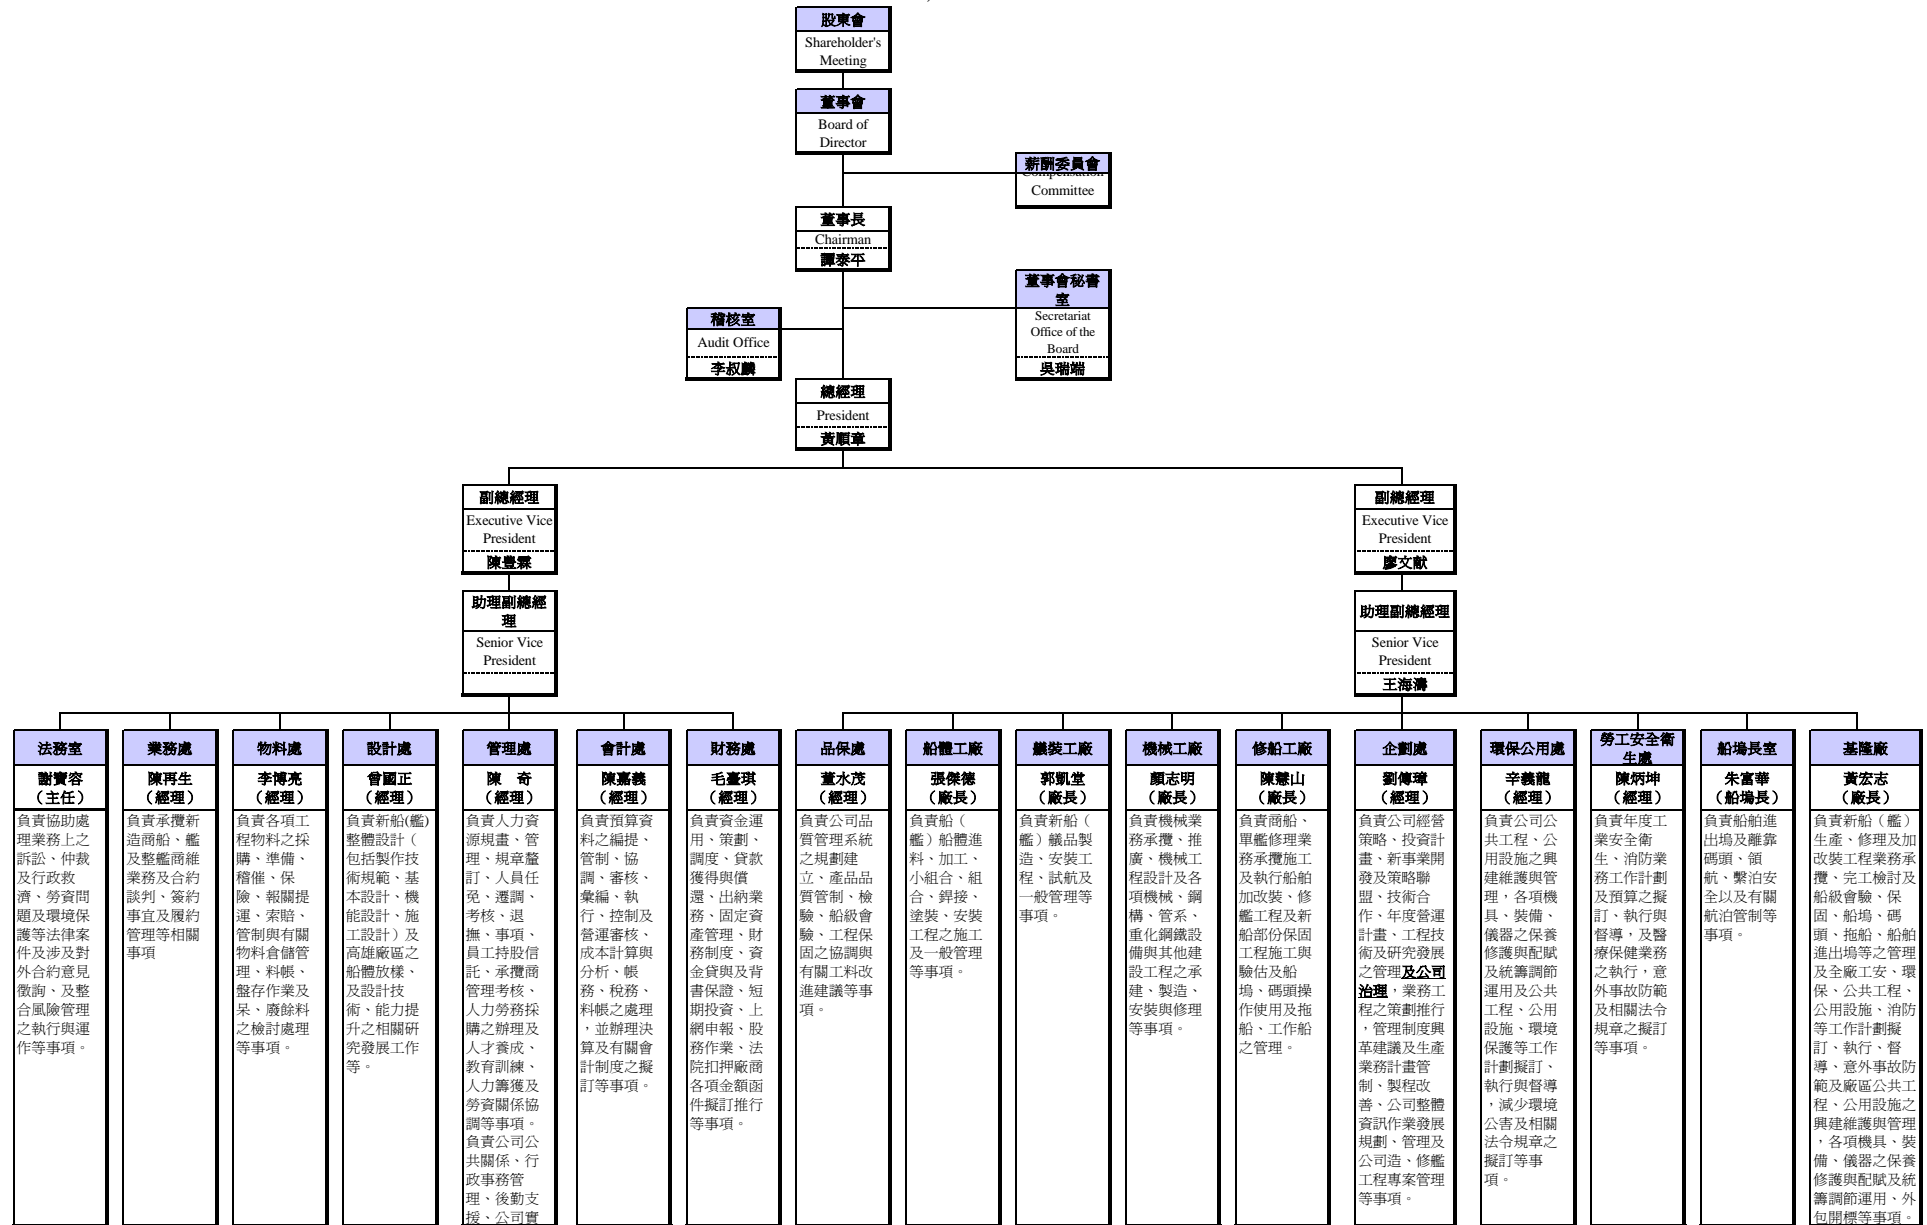 股東會
Shareholder's
Meeting
董事會
Board of
Director
薪酬委員會
Compensation
Committee
董事長
Chairman
譚泰平
董事會秘書
室
Secretariat
Office of the
Board
吳瑞端
稽核室
Audit Office
李叔麟
總經理
President
黃順章
副總經理
Executive Vice
President
陳豊霖
副總經理
Executive Vice
President
廖文献
助理副總經
理
Senior Vice
President
助理副總經理
Senior Vice
President
王海濤
法務室
謝寶容
（主任）
負責協助處
理業務上之
訴訟、仲裁
及行政救
濟、勞資問
題及環境保
護等法律案
件及涉及對
外合約意見
徵詢、及整
合風險管理
之執行與運
作等事項。
業務處
陳再生
（經理）
負責承攬新
造商船、艦
及整艦商維
業務及合約
談判、簽約
事宜及履約
管理等相關
事項
物料處
李博亮
（經理）
負責各項工
程物料之採
購、準備、
稽催、保
險、報關提
運、索賠、
管制與有關
物料倉儲管
理、料帳、
盤存作業及
呆、廢餘料
之檢討處理
等事項。
設計處
曾國正
（經理）
負責新船(艦)
整體設計（
包括製作技
術規範、基
本設計、機
能設計、施
工設計）及
高雄廠區之
船體放樣、
及設計技
術、能力提
升之相關研
究發展工作
等。
管理處
陳　奇
（經理）
負責人力資
源規畫、管
理、規章釐
訂、人員任
免、遷調、
考核、退
撫、事項、
員工持股信
託、承攬商
管理考核、
人力勞務採
購之辦理及
人才養成、
教育訓練、
人力籌獲及
勞資關係協
調等事項。
負責公司公
共關係、行
政事務管
理、後勤支
援、公司實
會計處
陳嘉義
（經理）
負責預算資
料之編提、
管制、協
調、審核、
彙編、執
行、控制及
營運審核、
成本計算與
分析、帳
務、稅務、
料帳之處理
，並辦理決
算及有關會
計制度之擬
訂等事項。
財務處
毛臺琪
（經理）
負責資金運
用、策劃、
調度、貸款
獲得與償
還、出納業
務、固定資
產管理、財
務制度、資
金貸與及背
書保證、短
期投資、上
網申報、股
務作業、法
院扣押廠商
各項金額函
件擬訂推行
等事項。
品保處
董水茂
（經理）
負責公司品
質管理系統
之規劃建
立、產品品
質管制、檢
驗、船級會
驗、工程保
固之協調與
有關工料改
進建議等事
項。
船體工廠
張傑德
（廠長）
負責船（
艦）船體進
料、加工、
小組合、組
合、銲接、
塗裝、安裝
工程之施工
及一般管理
等事項。
艤裝工廠
郭凱堂
（廠長）
負責新船（
艦）艤品製
造、安裝工
程、試航及
一般管理等
事項。
機械工廠
顏志明
（廠長）
負責機械業
務承攬、推
廣、機械工
程設計及各
項機械、鋼
構、管系、
重化鋼鐵設
備與其他建
設工程之承
建、製造、
安裝與修理
等事項。
修船工廠
陳慧山
（廠長）
負責商船、
單艦修理業
務承攬施工
及執行船舶
加改裝、修
艦工程及新
船部份保固
工程施工與
驗估及船
塢、碼頭操
作使用及拖
船、工作船
之管理。
企劃處
劉傳璋
（經理）
負責公司經營
策略、投資計
畫、新事業開
發及策略聯
盟、技術合
作、年度營運
計畫、工程技
術及研究發展
之管理及公司
治理，業務工
程之策劃推行
，管理制度興
革建議及生產
業務計畫管
制、製程改
善、公司整體
資訊作業發展
規劃、管理及
公司造、修艦
工程專案管理
等事項。
環保公用處
辛義龍
（經理）
負責公司公
共工程、公
用設施之興
建維護與管
理，各項機
具、裝備、
儀器之保養
修護與配賦
及統籌調節
運用及公共
工程、公用
設施、環境
保護等工作
計劃擬訂、
執行與督導
，減少環境
公害及相關
法令規章之
擬訂等事
項。
勞工安全衛
生處
陳炳坤
（經理）
負責年度工
業安全衛
生、消防業
務工作計劃
及預算之擬
訂、執行與
督導，及醫
療保健業務
之執行，意
外事故防範
及相關法令
規章之擬訂
等事項。
船塢長室
朱富華
（船塢長）
負責船舶進
出塢及離靠
碼頭、領
航、繫泊安
全以及有關
航泊管制等
事項。
基隆廠
黃宏志
（廠長）
負責新船（艦）
生產、修理及加
改裝工程業務承
攬、完工檢討及
船級會驗、保
固、船塢、碼
頭、拖船、船舶
進出塢等之管理
及全廠工安、環
保、公共工程、
公用設施、消防
等工作計劃擬
訂、執行、督
導、意外事故防
範及廠區公共工
程、公用設施之
興建維護與管理
，各項機具、裝
備、儀器之保養
修護與配賦及統
籌調節運用、外
包開標等事項。